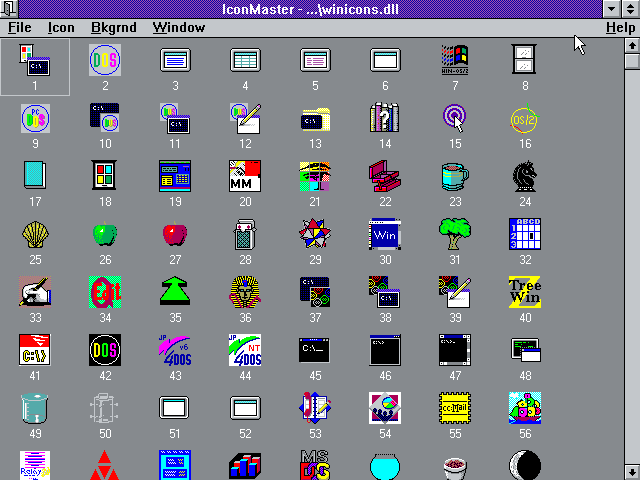 IconMaster - ...\winicons.dll
File Icon Bkgrnd Window Help
DOS WIN-OS/2
1 2 3 4 5 6 7 8
PC DOS C:\ C:\ OS/2
9 10 11 12 13 14 15 16
MM
17 18 19 20 21 22 23 24
Win ABCD 1 2 3
25 26 27 28 29 30 31 32
Edit C:\ Tree Win
33 34 35 36 37 38 39 40
C:\> DOS JP v6 4DOS JP NT 4DOS C:\_
41 42 43 44 45 46 47 48
cc:Mail
49 50 51 52 53 54 55 56
MS